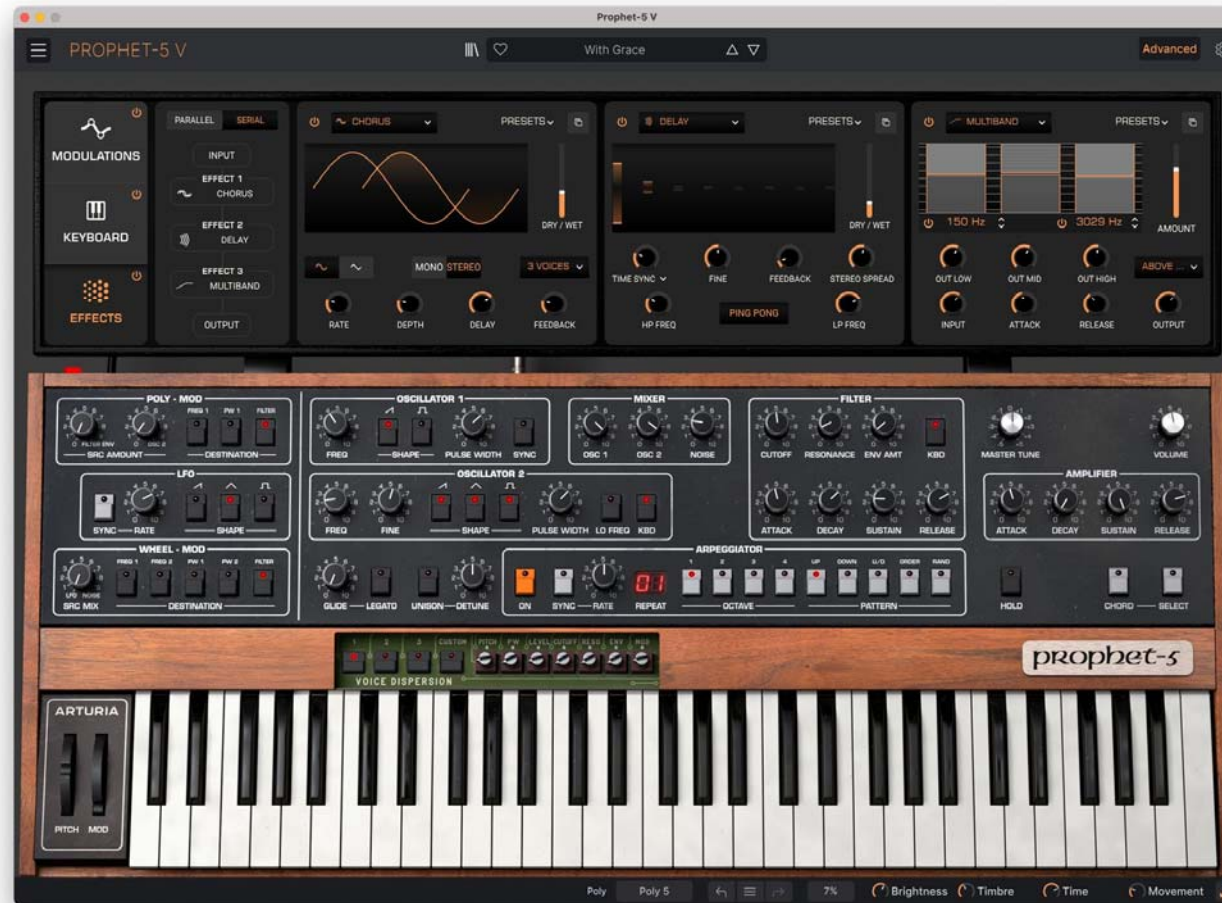 Prophet-5 V
PROPHET-5 V
With Grace
Advanced
MODULATIONS
KEYBOARD
EFFECTS
PARALLEL SERIAL
INPUT
EFFECT 1
CHORUS
EFFECT 2
DELAY
EFFECT 3
MULTIBAND
OUTPUT
CHORUS PRESETS
DRY / WET
MONO STEREO 3 VOICES
RATE DEPTH DELAY FEEDBACK
DELAY PRESETS
DRY / WET
TIME SYNC FINE FEEDBACK STEREO SPREAD
HP FREQ PING PONG LP FREQ
MULTIBAND PRESETS
150 Hz 3029 Hz AMOUNT
OUT LOW OUT MID OUT HIGH ABOVE ...
INPUT ATTACK RELEASE OUTPUT
POLY - MOD
FREQ 1 PW 1 FILTER
FILTER ENV OSC 2
SRC AMOUNT DESTINATION
OSCILLATOR 1
FREQ SHAPE PULSE WIDTH SYNC
MIXER
OSC 1 OSC 2 NOISE
FILTER
CUTOFF RESONANCE ENV AMT KBD
ATTACK DECAY SUSTAIN RELEASE
MASTER TUNE VOLUME
LFO
SYNC RATE SHAPE
OSCILLATOR 2
FREQ FINE SHAPE PULSE WIDTH LO FREQ KBD
AMPLIFIER
ATTACK DECAY SUSTAIN RELEASE
WHEEL - MOD
FREQ 1 FREQ 2 PW 1 PW 2 FILTER
LFO NOISE
SRC MIX DESTINATION
GLIDE LEGATO UNISON DETUNE
ARPEGGIATOR
1 2 3 4 UP DOWN U/D ORDER RAND
01
ON SYNC RATE REPEAT OCTAVE PATTERN
HOLD CHORD SELECT
1 2 3 CUSTOM PITCH PW LEVEL CUTOFF RESO ENV MOD
VOICE DISPERSION
prophet-5
ARTURIA
PITCH MOD
Poly Poly 5 7% Brightness Timbre Time Movement